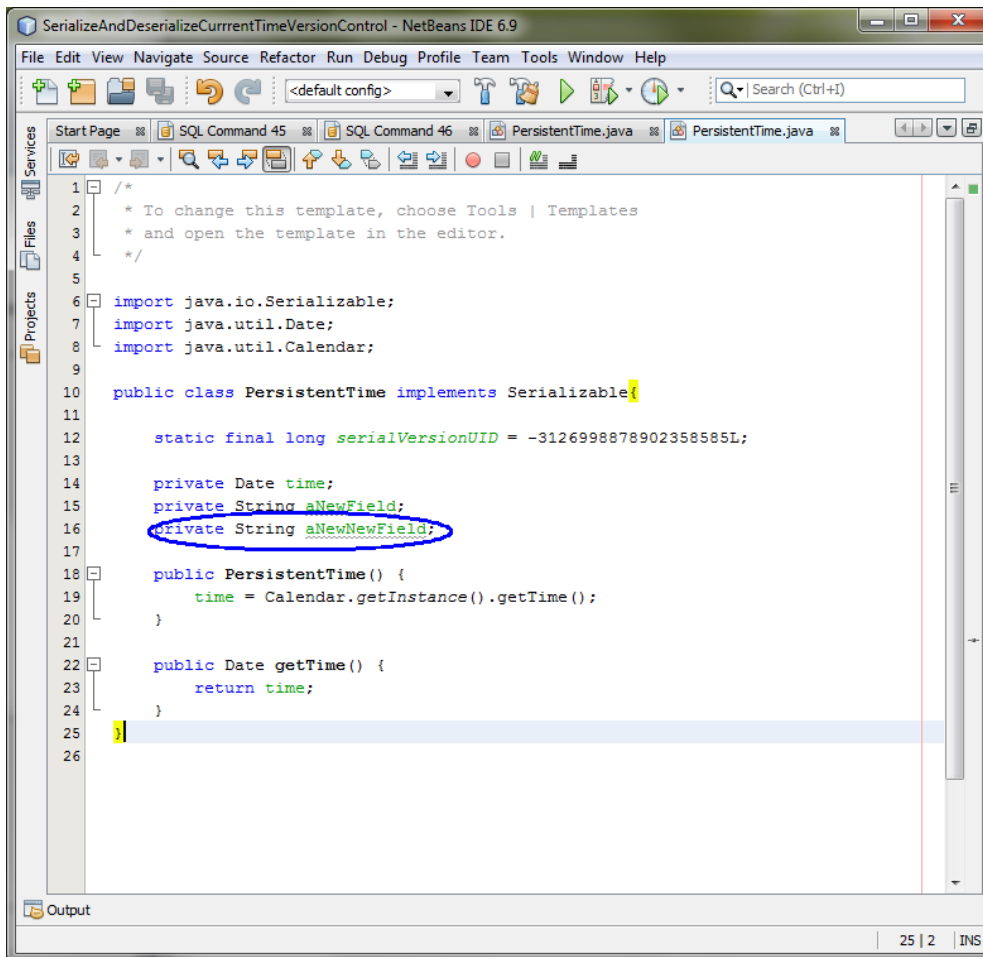 SerializeAndDeserializeCurrrentTimeVersionControl - NetBeans IDE 6.9
File Edit View Navigate Source Refactor Run Debug Profile Team Tools Window Help
<default config>
Search (Ctrl+I)
Start Page SQL Command 45 SQL Command 46 PersistentTime.java PersistentTime.java
Services
Files
Projects
1 /*
2 * To change this template, choose Tools | Templates
3 * and open the template in the editor.
4 */
5
6 import java.io.Serializable;
7 import java.util.Date;
8 import java.util.Calendar;
9
10 public class PersistentTime implements Serializable{
11
12 static final long serialVersionUID = -3126998878902358585L;
13
14 private Date time;
15 private String aNewField;
16 private String aNewNewField;
17
18 public PersistentTime() {
19 time = Calendar.getInstance().getTime();
20 }
21
22 public Date getTime() {
23 return time;
24 }
25 }
26
Output
25 | 2 INS